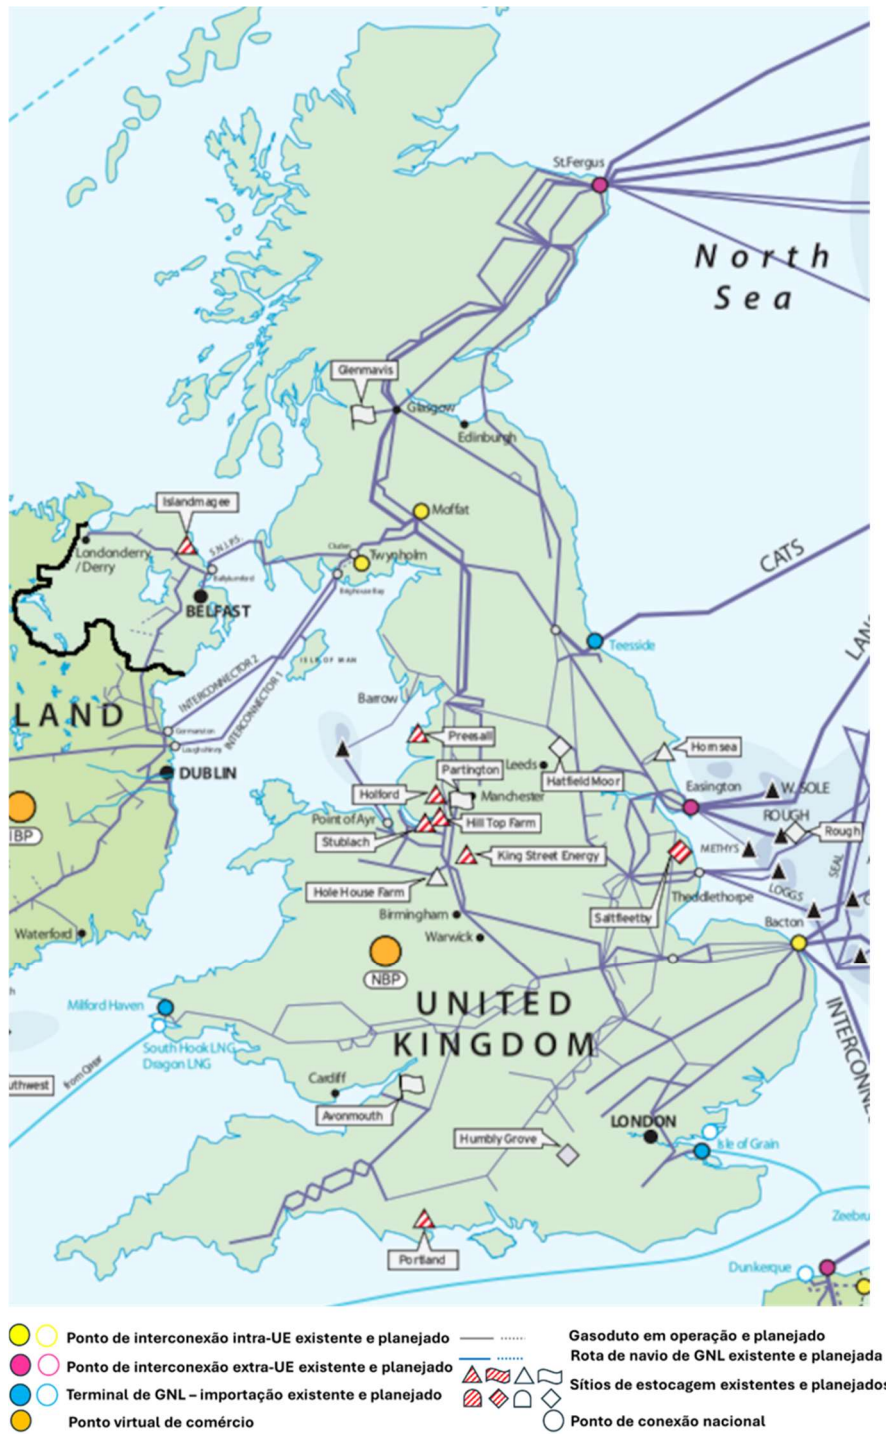 St.Fergus
North
Sea
Glenmavis
Glasgow
Edinburgh
Islandmagee
Moffat
Londonderry
/ Derry
S.N.I.P.S.
Cluden
Twynholm
CATS
Ballylumford
Brighouse Bay
BELFAST
Teesside
ISLE OF MAN
INTERCONNECTOR 2
INTERCONNECTOR 1
LAND
Barrow
Gormanston
Loughshinny
Preesall
Hornsea
Partington
Leeds
Hatfield Moor
DUBLIN
Easington
W. SOLE
Holford
Manchester
IBP
Point of Ayr
Hill Top Farm
ROUGH
Rough
Stublach
METHYS
King Street Energy
SEAL
Hole House Farm
Theddlethorpe
LOGGS
Saltfleetby
Birmingham
Bacton
Waterford
Warwick
NBP
UNITED
KINGDOM
Milford Haven
South Hook LNG
Dragon LNG
from Qatar
uthwest
INTERCONNEC
Cardiff
Avonmouth
LONDON
Humbly Grove
Isle of Grain
Zeebru
Portland
Dunkerque
Ponto de interconexão intra-UE existente e planejado
Gasoduto em operação e planejado
Ponto de interconexão extra-UE existente e planejado
Rota de navio de GNL existente e planejada
Terminal de GNL – importação existente e planejado
Sítios de estocagem existentes e planejados
Ponto virtual de comércio
Ponto de conexão nacional